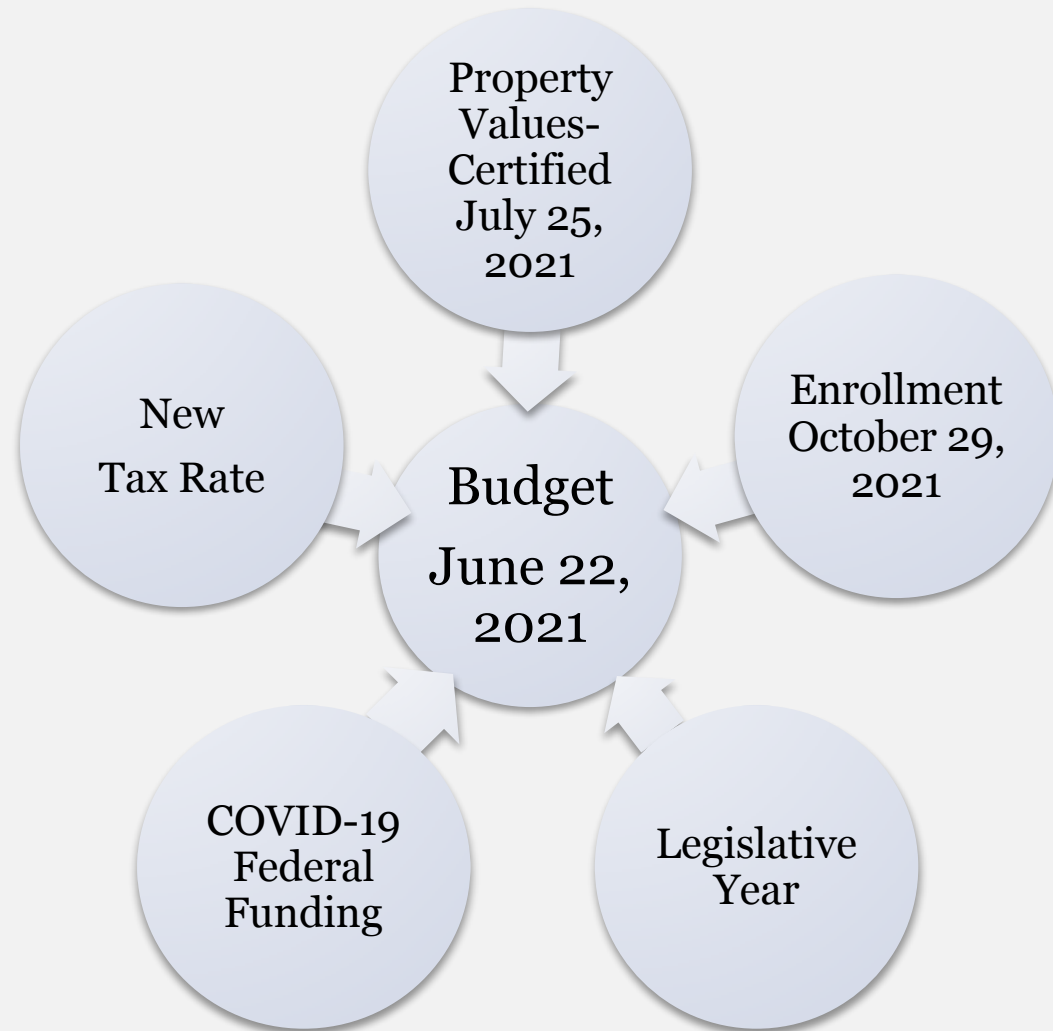 Property
Values-
Certified
July 25,
2021
Enrollment
October 29,
2021
New
Tax Rate
Budget
June 22,
2021
COVID-19
Federal
Funding
Legislative
Year